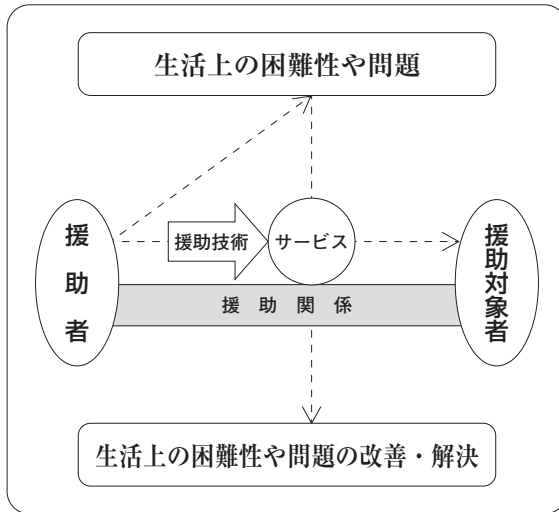 生活上の困難性や問題
援助者
援助技術
サービス
援助対象者
援助関係
生活上の困難性や問題の改善・解決